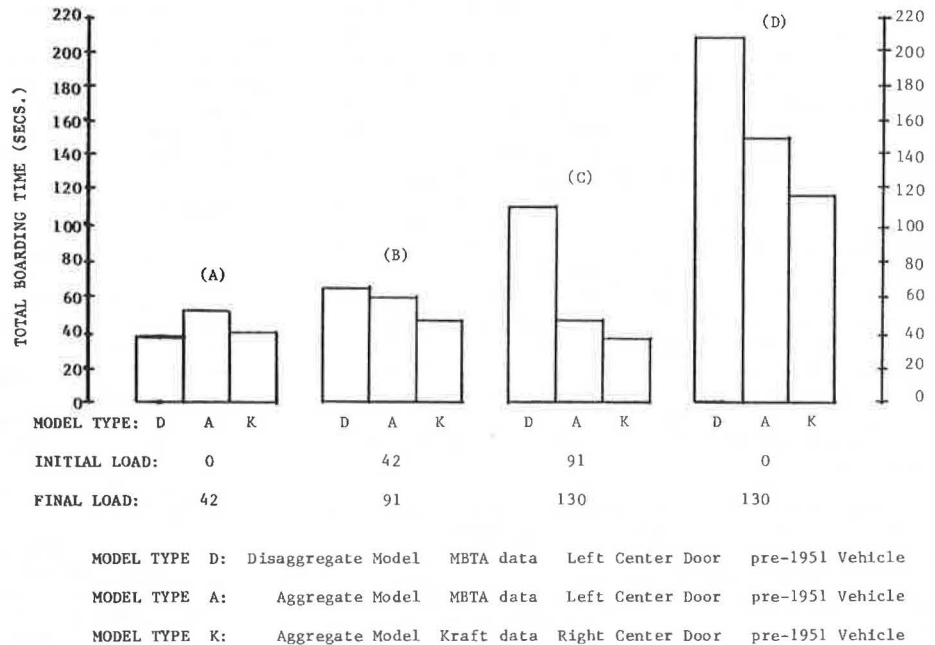 220
200
180
160
140
120
100
80
60
40
20
0
TOTAL BOARDING TIME (SECS.)
(A)
(B)
(C)
(D)
220
200
180
160
140
120
100
80
60
40
20
0
MODEL TYPE: D A K D A K D A K D A K
INITIAL LOAD: 0 42 91 0
FINAL LOAD: 42 91 130 130
MODEL TYPE D: Disaggregate Model MBTA data Left Center Door pre-1951 Vehicle
MODEL TYPE A: Aggregate Model MBTA data Left Center Door pre-1951 Vehicle
MODEL TYPE K: Aggregate Model Kraft data Right Center Door pre-1951 Vehicle